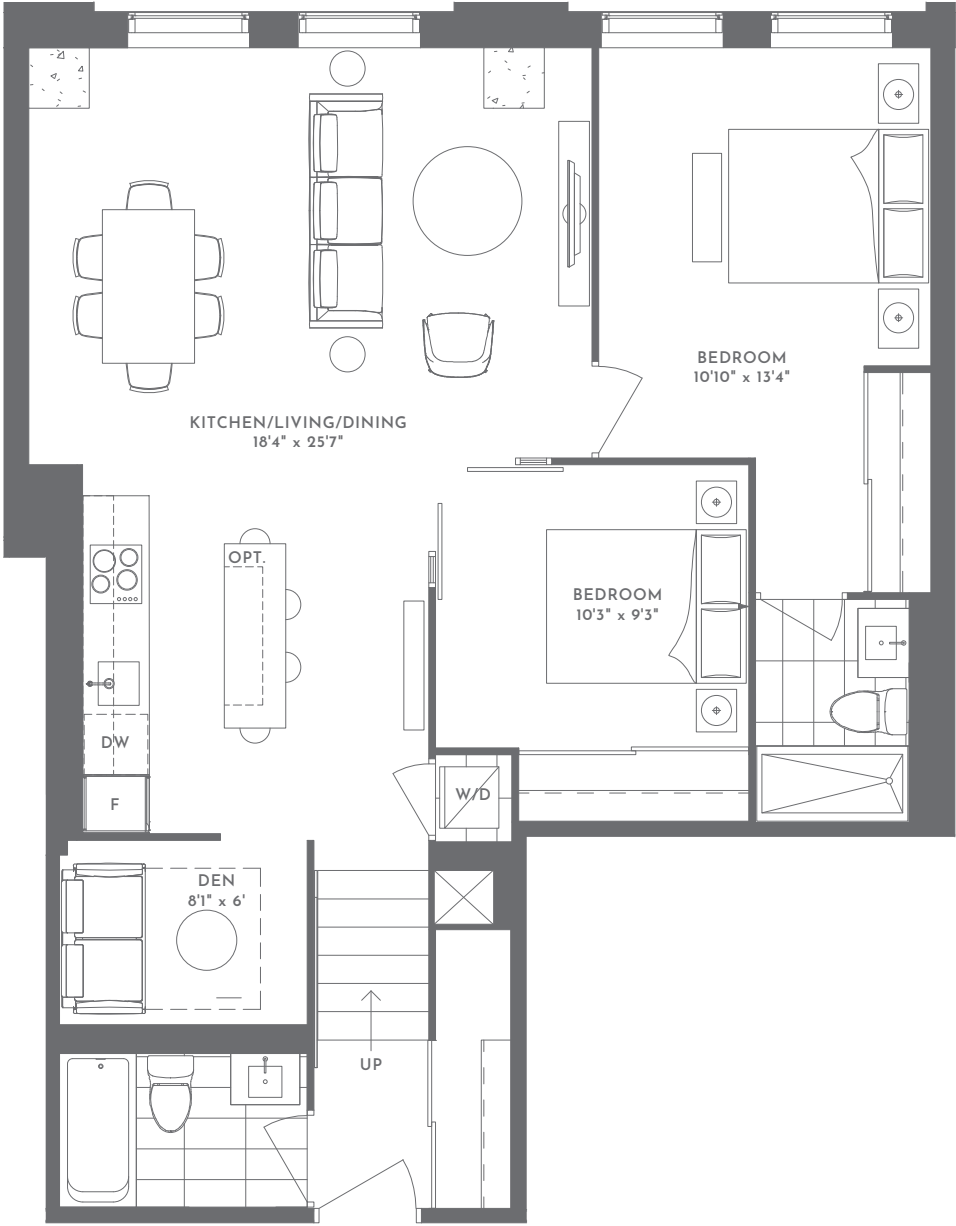 BEDROOM
10'10" x 13'4"
KITCHEN/LIVING/DINING
18'4" x 25'7"
OPT.
BEDROOM
10'3" x 9'3"
DW
W/D
F
DEN
8'1" x 6'
UP